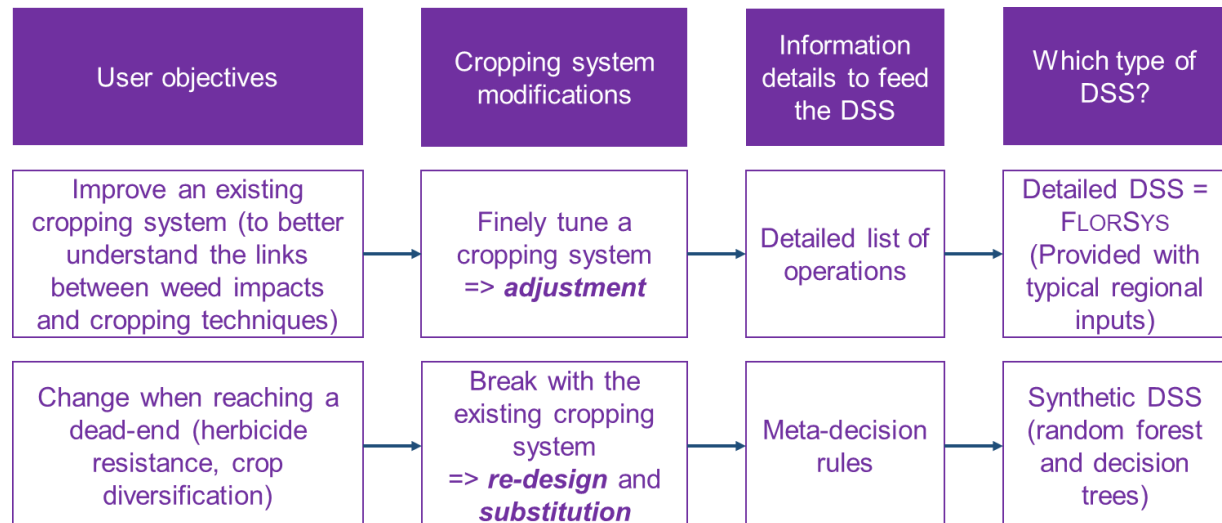 User objectives
Cropping system
modifications
Information
details to feed
the DSS
Which type of
DSS?
Improve an existing
cropping system (to better
understand the links
between weed impacts
and cropping techniques)
Finely tune a
cropping system
=> adjustment
Detailed list of
operations
Detailed DSS =
FLORSYS
(Provided with
typical regional
inputs)
Change when reaching a
dead-end (herbicide
resistance, crop
diversification)
Break with the
existing cropping
system
=> re-design and
substitution
Meta-decision
rules
Synthetic DSS
(random forest
and decision
trees)